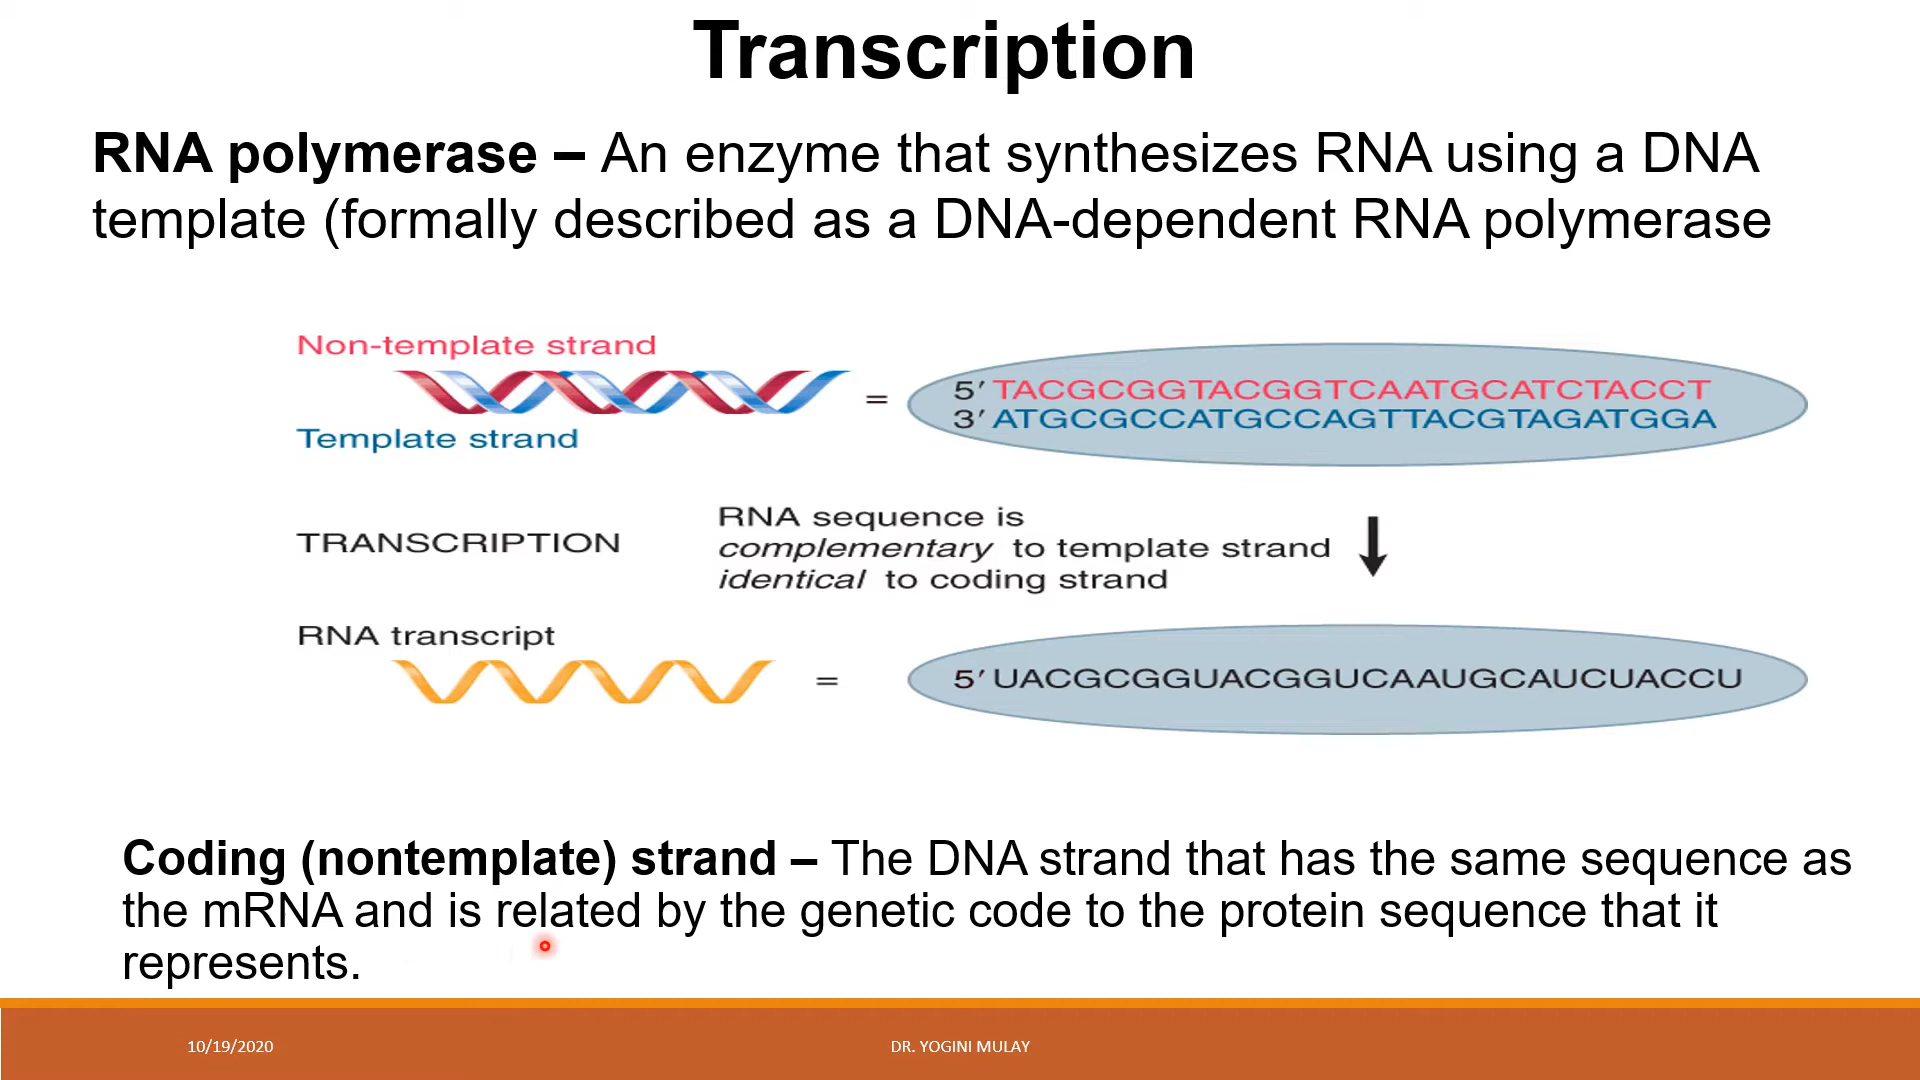 Transcription
RNA polymerase – An enzyme that synthesizes RNA using a DNA
template (formally described as a DNA-dependent RNA polymerase
Non-template strand
Template strand
=
5′ TACGCGGTACGGTCAATGCATCTACCT
3′ ATGCGCCATGCCAGTTACGTAGATGGA
TRANSCRIPTION
RNA sequence is
complementary to template strand
identical to coding strand
RNA transcript
=
5′ UACGCGGUACGGUCAAUGCAUCUACCU
Coding (nontemplate) strand – The DNA strand that has the same sequence as
the mRNA and is related by the genetic code to the protein sequence that it
represents.
10/19/2020
DR. YOGINI MULAY